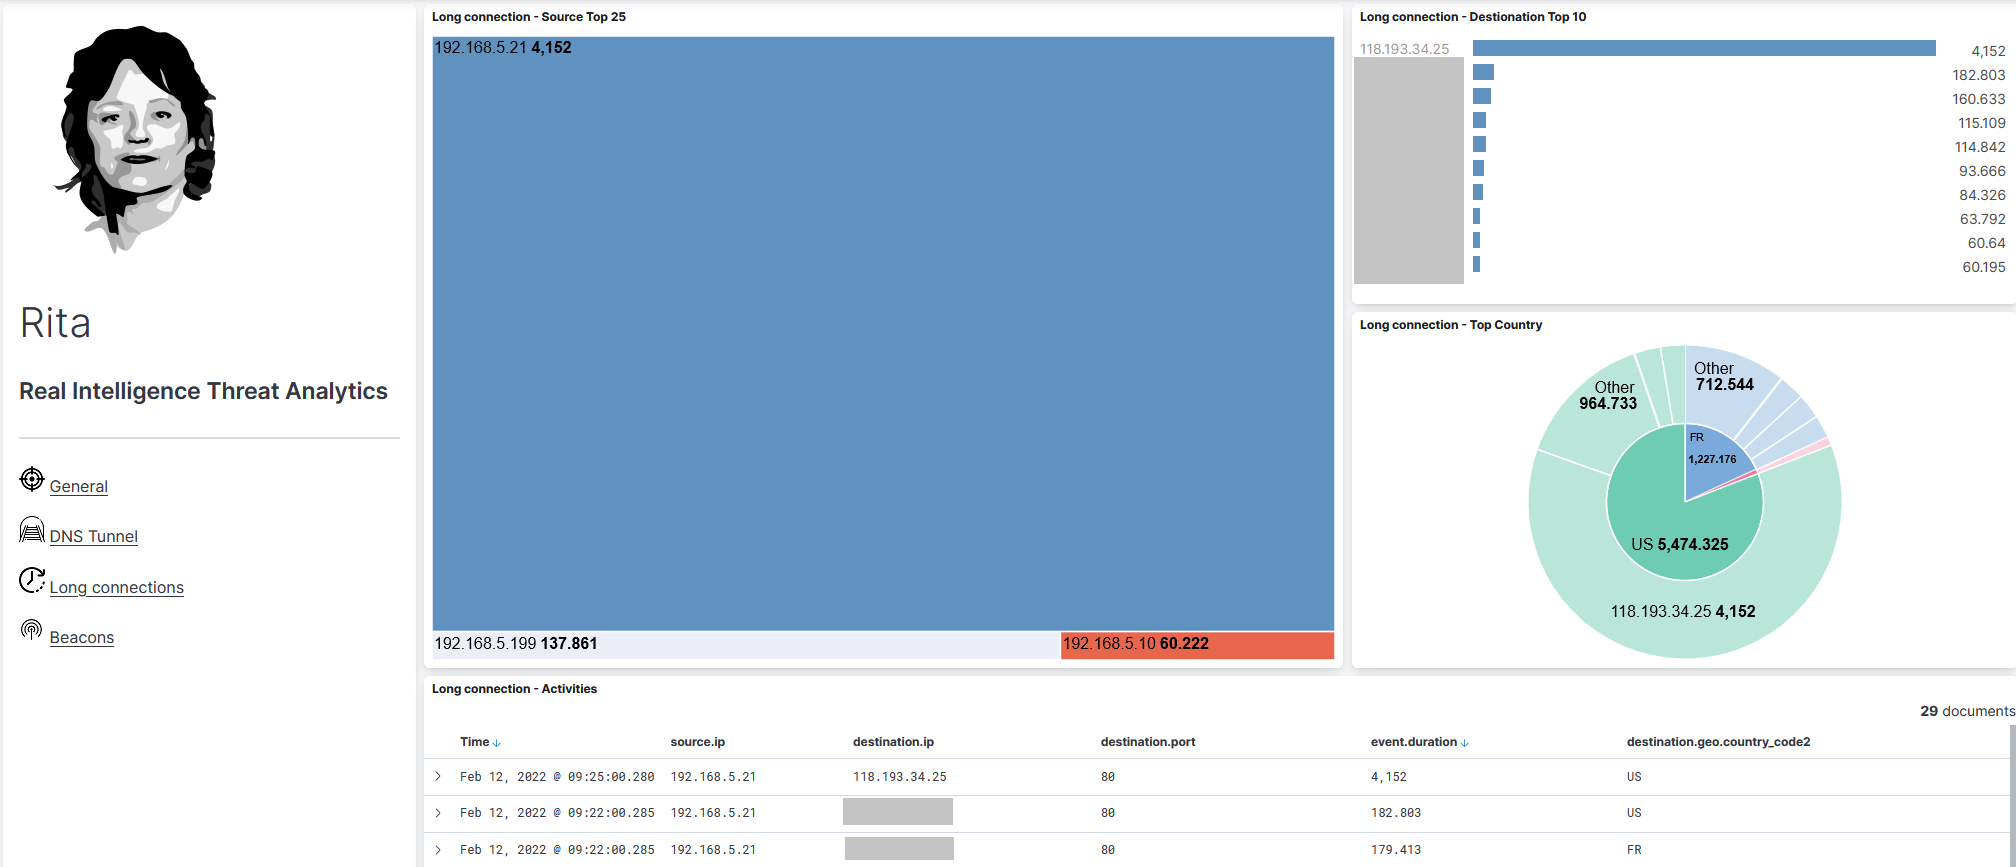 Rita
Real Intelligence Threat Analytics
General
DNS Tunnel
Long connections
Beacons
Long connection - Source Top 25
192.168.5.21 4,152
192.168.5.199 137.861
192.168.5.10 60.222
Long connection - Destionation Top 10
118.193.34.25 4,152
182.803
160.633
115.109
114.842
93.666
84.326
63.792
60.64
60.195
Long connection - Top Country
Other
712.544
Other
964.733
FR
1,227.176
US 5,474.325
118.193.34.25 4,152
Long connection - Activities
29 documents
Time source.ip destination.ip destination.port event.duration destination.geo.country_code2
Feb 12, 2022 @ 09:25:00.280 192.168.5.21 118.193.34.25 80 4,152 US
Feb 12, 2022 @ 09:22:00.285 192.168.5.21 80 182.803 US
Feb 12, 2022 @ 09:22:00.285 192.168.5.21 80 179.413 FR